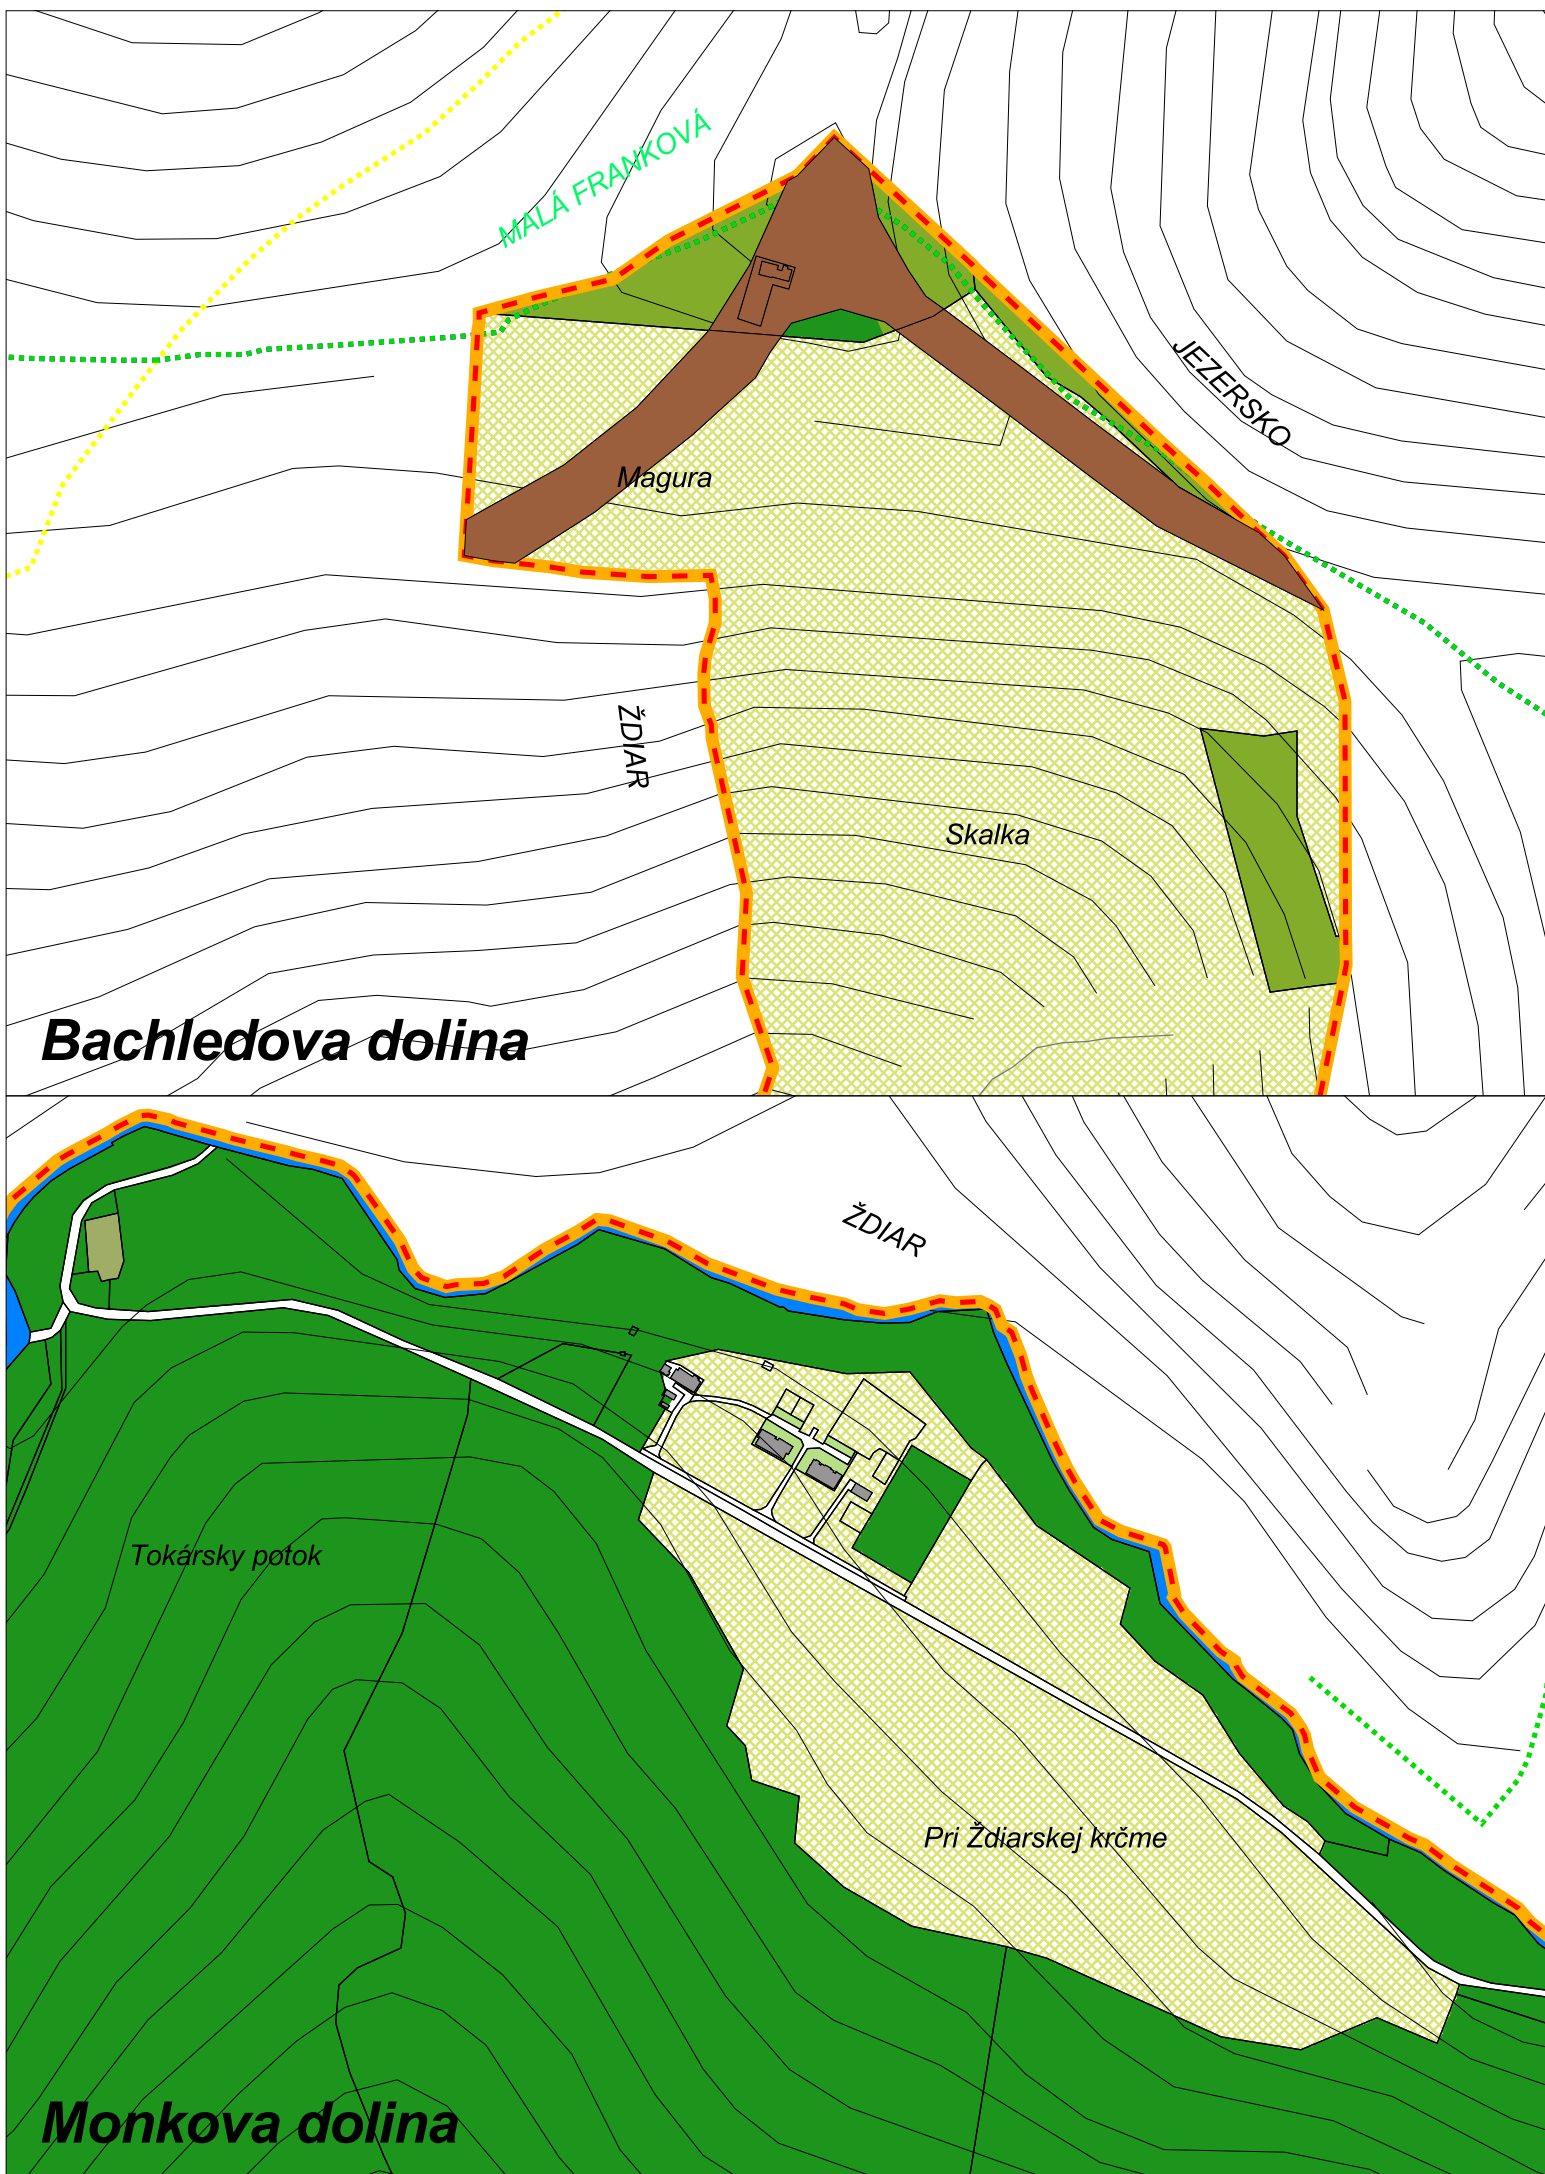 MALÁ FRANKOVÁ
JEZERSKO
Magura
ŽDIAR
Skalka
Bachledova dolina
ŽDIAR
Tokársky potok
Pri Ždiarskej krčme
Monkova dolina